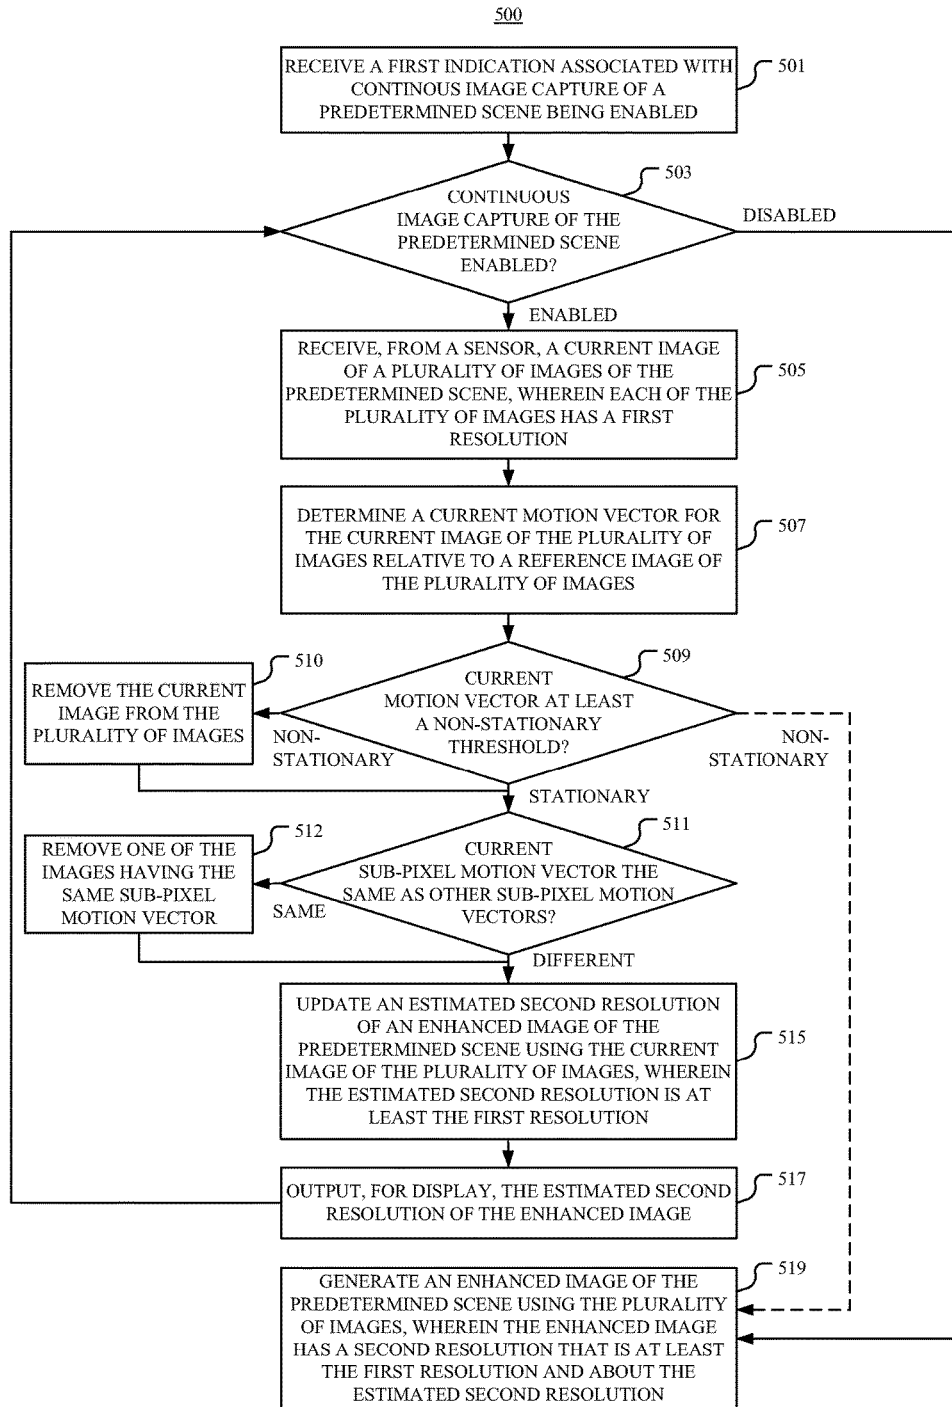 500
RECEIVE A FIRST INDICATION ASSOCIATED WITH
CONTINOUS IMAGE CAPTURE OF A
PREDETERMINED SCENE BEING ENABLED
501
CONTINUOUS
IMAGE CAPTURE OF THE
PREDETERMINED SCENE
ENABLED?
503
DISABLED
ENABLED
RECEIVE, FROM A SENSOR, A CURRENT IMAGE
OF A PLURALITY OF IMAGES OF THE
PREDETERMINED SCENE, WHEREIN EACH OF THE
PLURALITY OF IMAGES HAS A FIRST
RESOLUTION
505
DETERMINE A CURRENT MOTION VECTOR FOR
THE CURRENT IMAGE OF THE PLURALITY OF
IMAGES RELATIVE TO A REFERENCE IMAGE OF
THE PLURALITY OF IMAGES
507
CURRENT
MOTION VECTOR AT LEAST
A NON-STATIONARY
THRESHOLD?
509
510
REMOVE THE CURRENT
IMAGE FROM THE
PLURALITY OF IMAGES
NON-
STATIONARY
NON-
STATIONARY
STATIONARY
CURRENT
SUB-PIXEL MOTION VECTOR THE
SAME AS OTHER SUB-PIXEL MOTION
VECTORS?
511
512
REMOVE ONE OF THE
IMAGES HAVING THE
SAME SUB-PIXEL
MOTION VECTOR
SAME
DIFFERENT
UPDATE AN ESTIMATED SECOND RESOLUTION
OF AN ENHANCED IMAGE OF THE
PREDETERMINED SCENE USING THE CURRENT
IMAGE OF THE PLURALITY OF IMAGES, WHEREIN
THE ESTIMATED SECOND RESOLUTION IS AT
LEAST THE FIRST RESOLUTION
515
OUTPUT, FOR DISPLAY, THE ESTIMATED SECOND
RESOLUTION OF THE ENHANCED IMAGE
517
GENERATE AN ENHANCED IMAGE OF THE
PREDETERMINED SCENE USING THE PLURALITY
OF IMAGES, WHEREIN THE ENHANCED IMAGE
HAS A SECOND RESOLUTION THAT IS AT LEAST
THE FIRST RESOLUTION AND ABOUT THE
ESTIMATED SECOND RESOLUTION
519